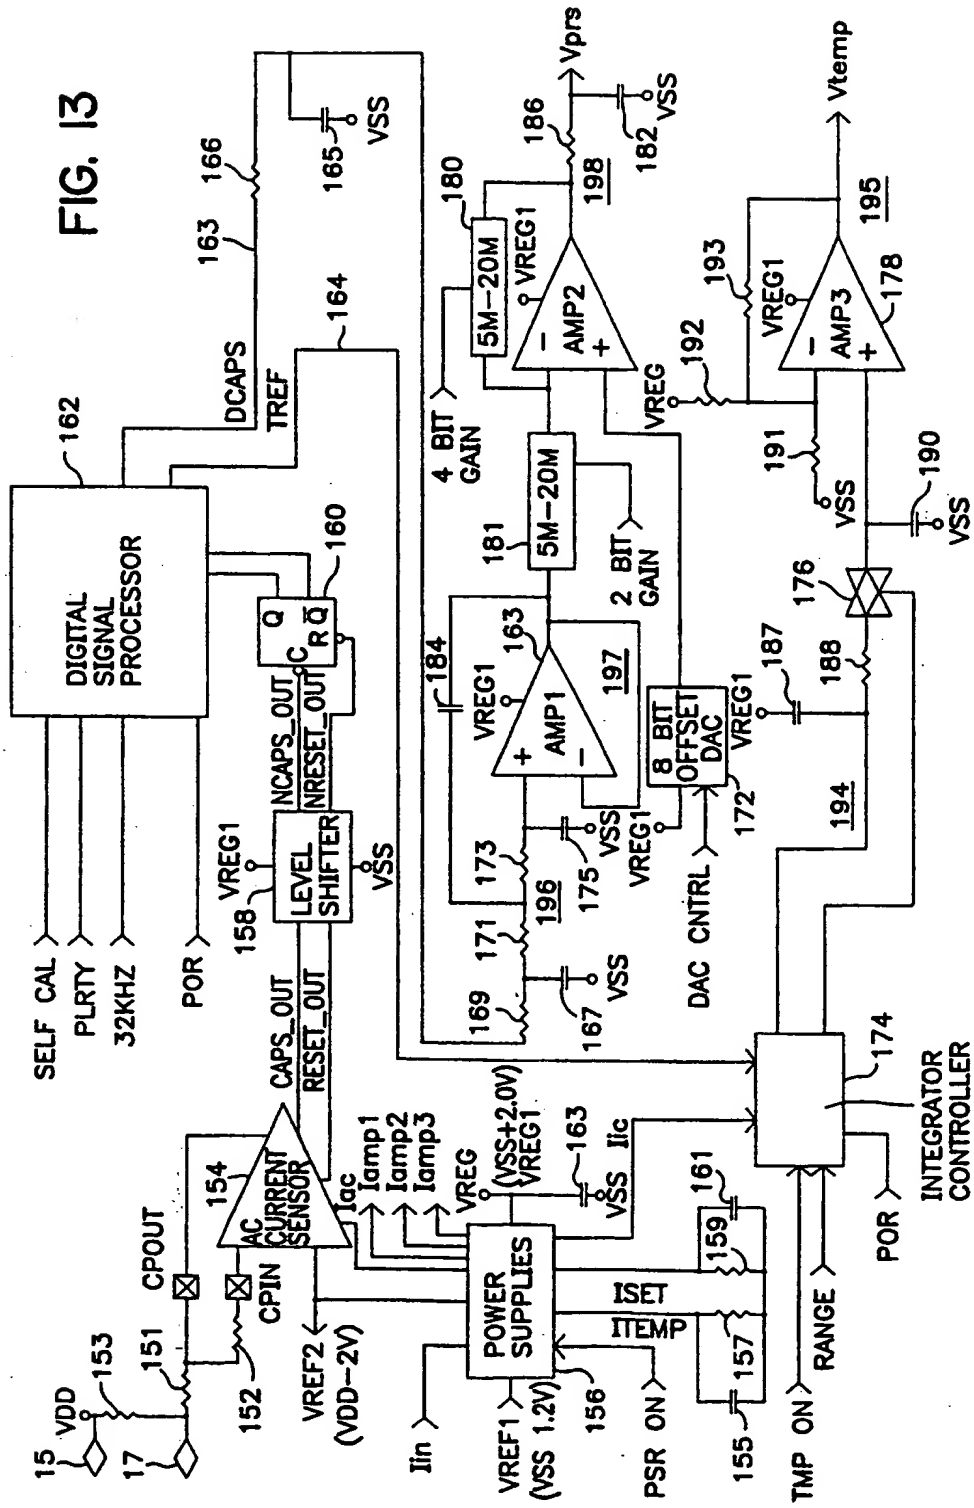 FIG. 13
15
17
VDD
153
151
152
CPOUT
CPIN
154
AC
CURRENT
SENSOR
VREF2
(VDD-2V)
CAPS_OUT
RESET_OUT
158
VREG1
LEVEL
SHIFTER
VSS
NCAPS_OUT
NRESET_OUT
Q
C
R Q̅
160
SELF CAL
PLRTY
32KHZ
POR
DIGITAL
SIGNAL
PROCESSOR
162
DCAPS
TREF
164
163
166
165
VSS
Iin
VREF1
(VSS 1.2V)
156
POWER
SUPPLIES
Iac
Iamp1
Iamp2
Iamp3
VREG
(VSS+2.0V)
VREG1
163
VSS
Iic
PSR ON
ITEMP
ISET
155
157
159
161
169
167
VSS
171
196
173
175
VSS
184
VREG1
AMP1
+
−
163
197
181
5M-20M
2 BIT
GAIN
4 BIT
GAIN
180
5M-20M
VREG1
AMP2
−
+
198
186
Vprs
182
VSS
VREG1
8 BIT
OFFSET
DAC
172
DAC CNTRL
TMP ON
RANGE
POR
INTEGRATOR
CONTROLLER
174
194
VREG1
187
188
176
190
VSS
VSS
191
VREG
192
193
VREG1
AMP3
−
+
178
195
Vtemp